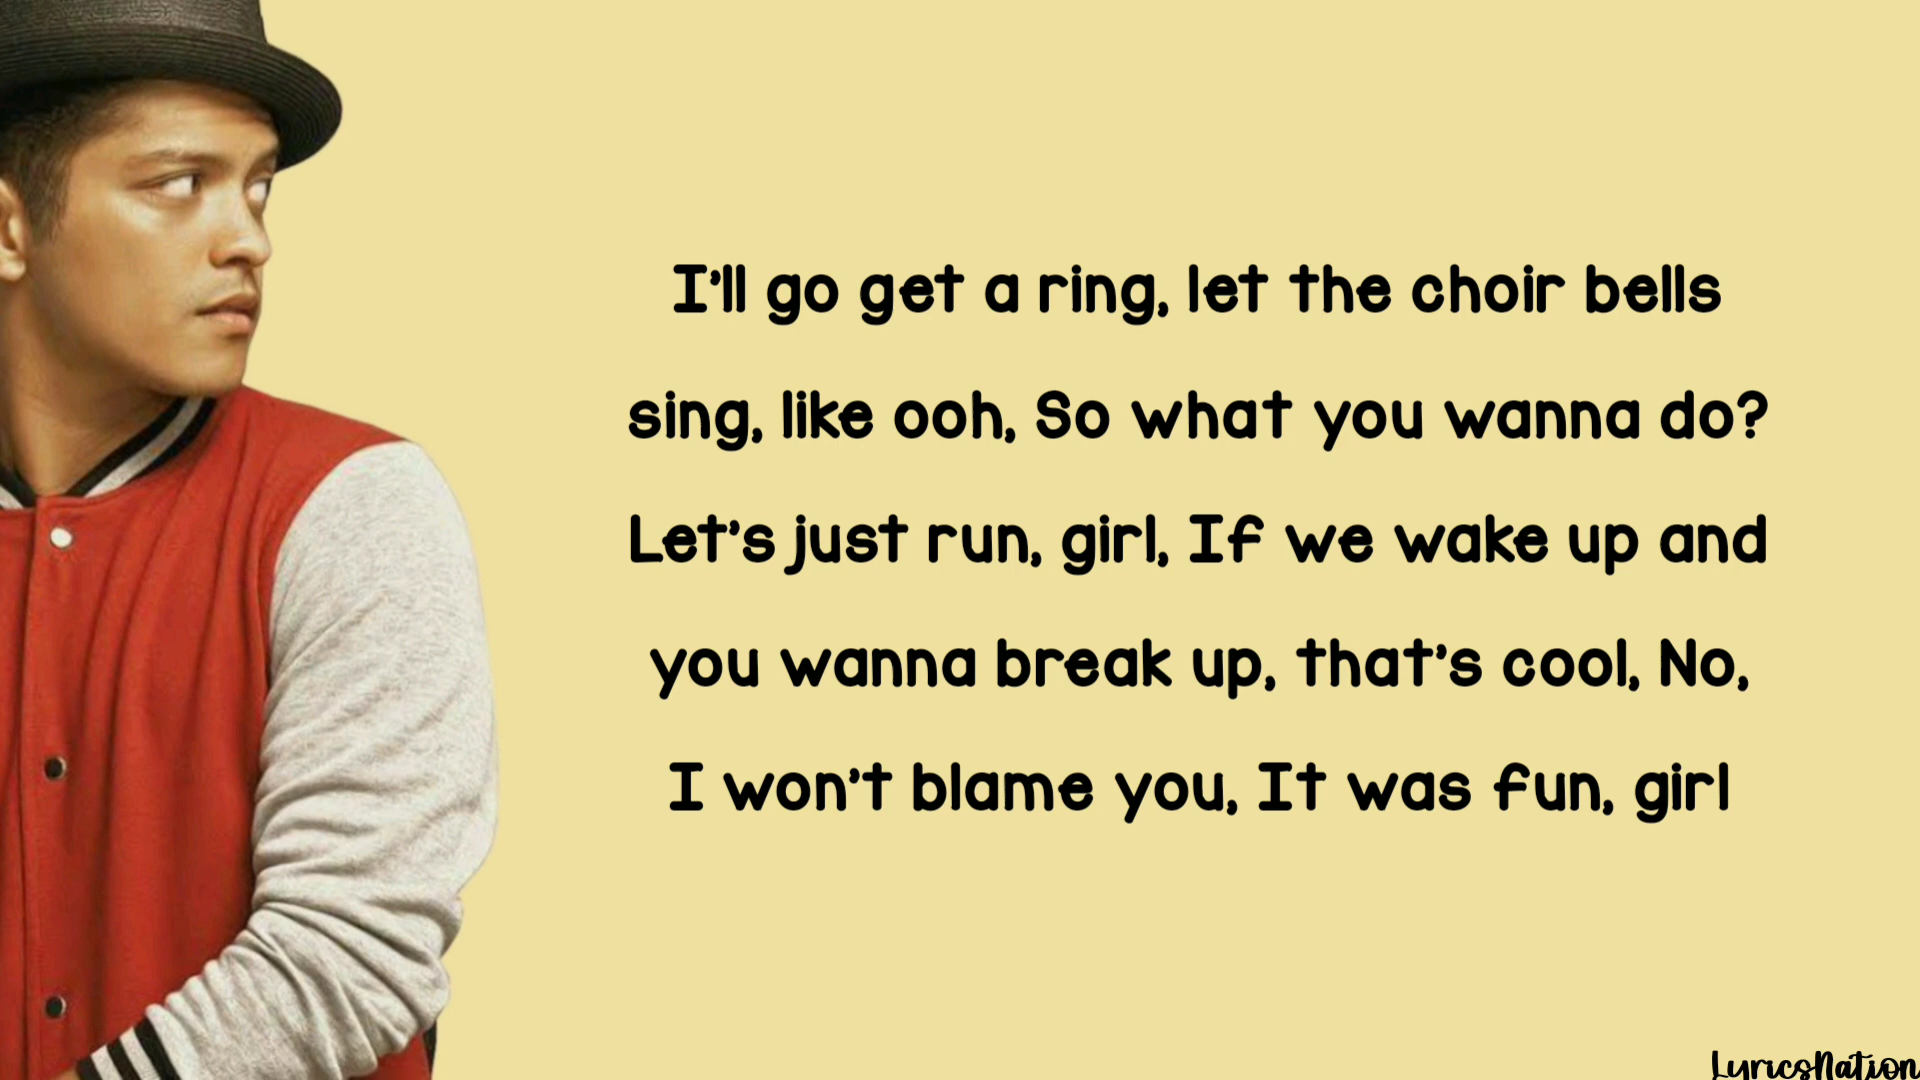 I'll go get a ring, let the choir bells
sing, like ooh, So what you wanna do?
Let's just run, girl, If we wake up and
you wanna break up, that's cool, No,
I won't blame you, It was fun, girl
LyricsNation